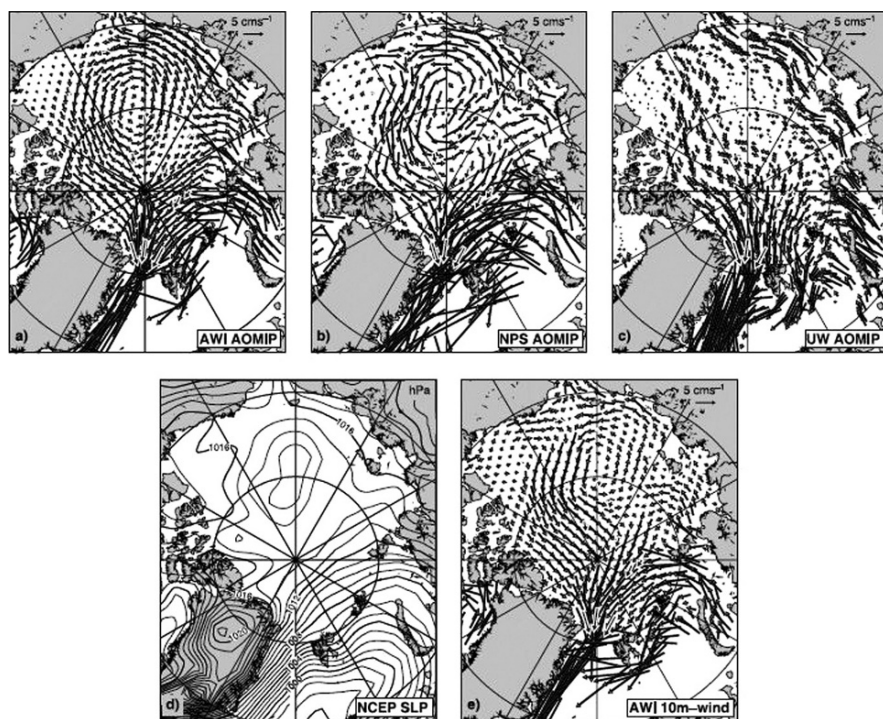 5 cms⁻¹
a)
AWI AOMIP
5 cms⁻¹
b)
NPS AOMIP
5 cms⁻¹
c)
UW AOMIP
hPa
1016
1016
1016
1020
d)
NCEP SLP
5 cms⁻¹
e)
AWI 10m–wind